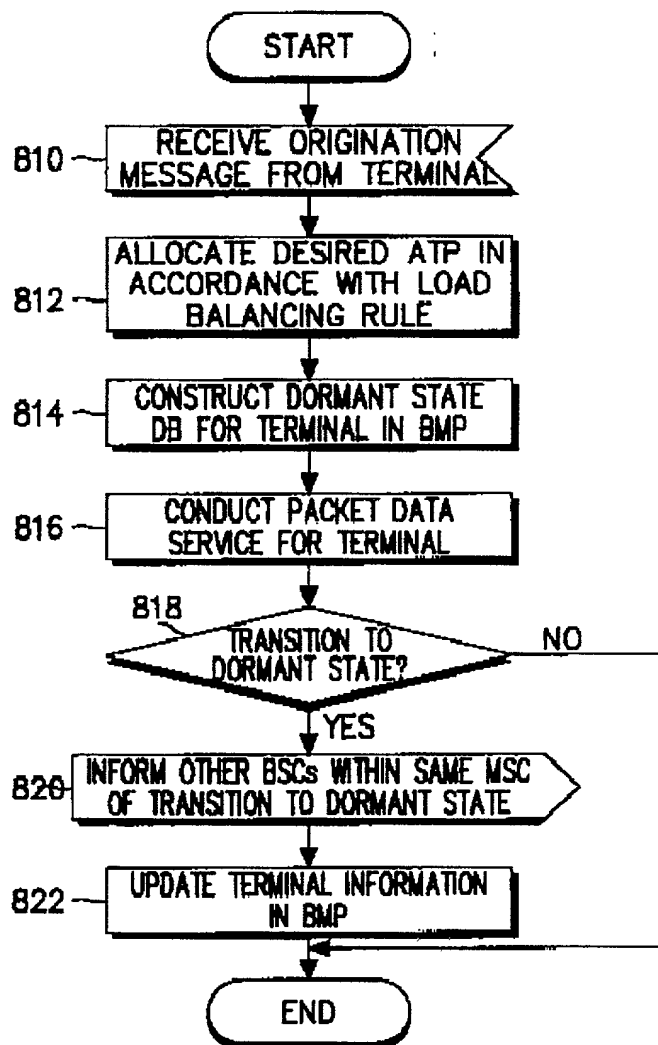 START
810
RECEIVE ORIGINATION
MESSAGE FROM TERMINAL
812
ALLOCATE DESIRED ATP IN
ACCORDANCE WITH LOAD
BALANCING RULE
814
CONSTRUCT DORMANT STATE
DB FOR TERMINAL IN BMP
816
CONDUCT PACKET DATA
SERVICE FOR TERMINAL
818
TRANSITION TO
DORMANT STATE?
NO
YES
820
INFORM OTHER BSCs WITHIN SAME MSC
OF TRANSITION TO DORMANT STATE
822
UPDATE TERMINAL INFORMATION
IN BMP
END